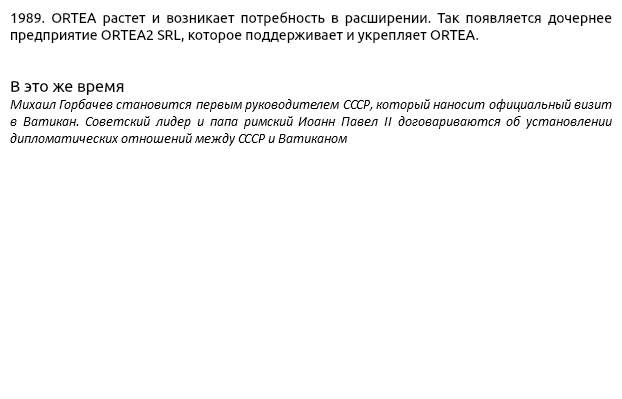 1989. ORTEA растет и возникает потребность в расширении. Так появляется дочернее
предприятие ORTEA2 SRL, которое поддерживает и укрепляет ORTEA.
В это же время
Михаил Горбачев становится первым руководителем СССР, который наносит официальный визит
в Ватикан. Советский лидер и папа римский Иоанн Павел II договариваются об установлении
дипломатических отношений между СССР и Ватиканом